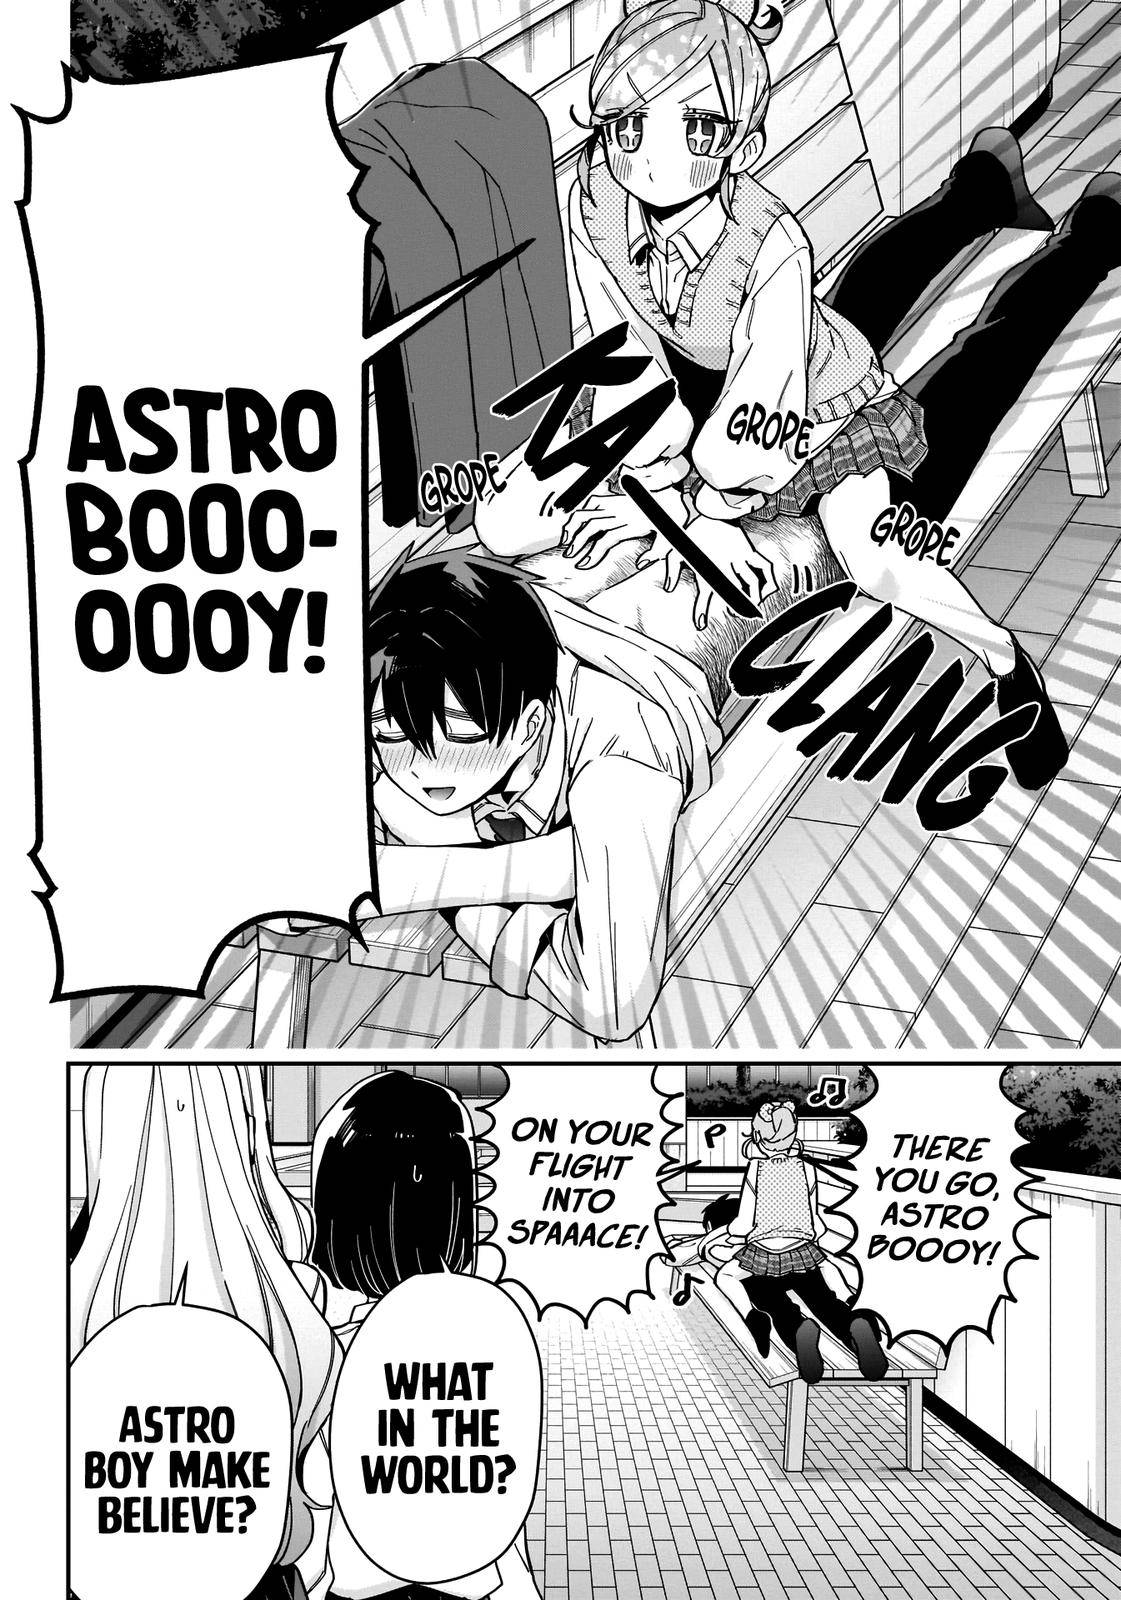 ASTRO
BOOO-
OOOY!
GROPE
KA-
GROPE
GROPE
CLANG
THERE
YOU GO,
ASTRO
BOOOY!
ON YOUR
FLIGHT
INTO
SPAAACE!
WHAT
IN THE
WORLD?
ASTRO
BOY MAKE
BELIEVE?